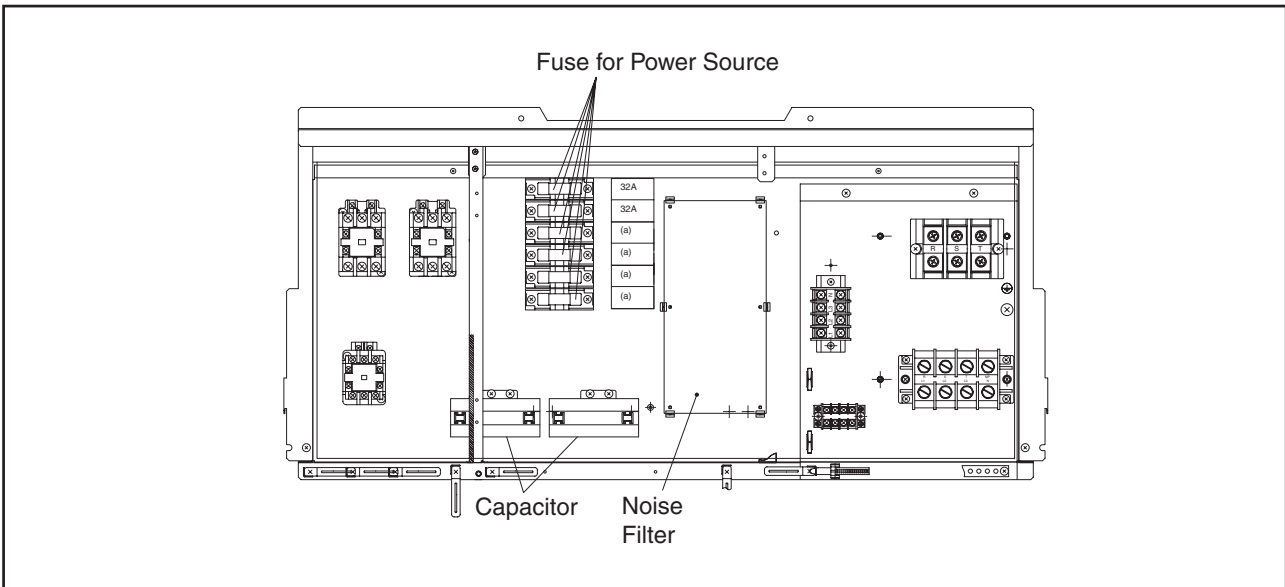 Fuse for Power Source
32A
32A
(a)
(a)
(a)
(a)
R S T
Capacitor
Noise
Filter